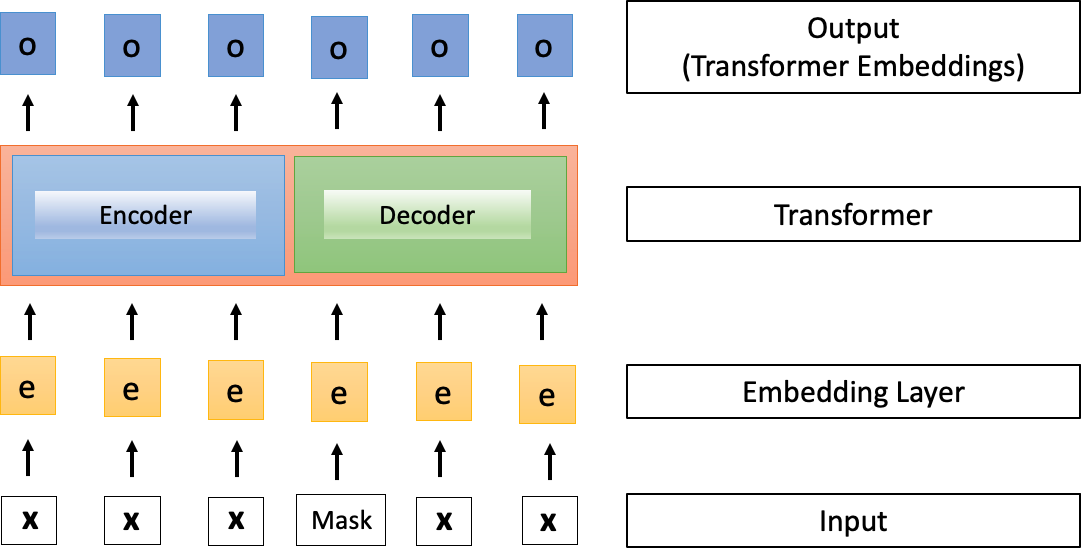 o o o o o o
Output
(Transformer Embeddings)
Encoder Decoder
Transformer
e e e e e e
Embedding Layer
x x x Mask x x
Input